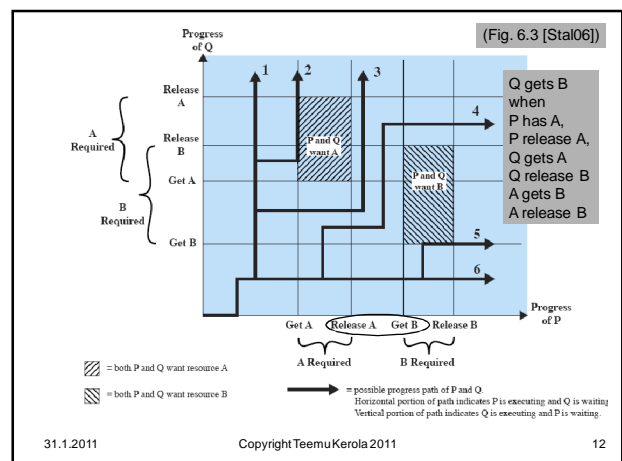 (Fig. 6.3 [Stal06])
Progress
of Q
1
2
3
4
5
6
Release
A
A
Required
Release
B
Get A
B
Required
Get B
P and Q
want A
P and Q
want B
Q gets B
when
P has A,
P release A,
Q gets A
Q release B
A gets B
A release B
Progress
of P
Get A Release A Get B Release B
A Required B Required
= both P and Q want resource A
= both P and Q want resource B
= possible progress path of P and Q.
Horizontal portion of path indicates P is executing and Q is waiting
Vertical portion of path indicates Q is executing and P is waiting.
31.1.2011 Copyright Teemu Kerola 2011 12